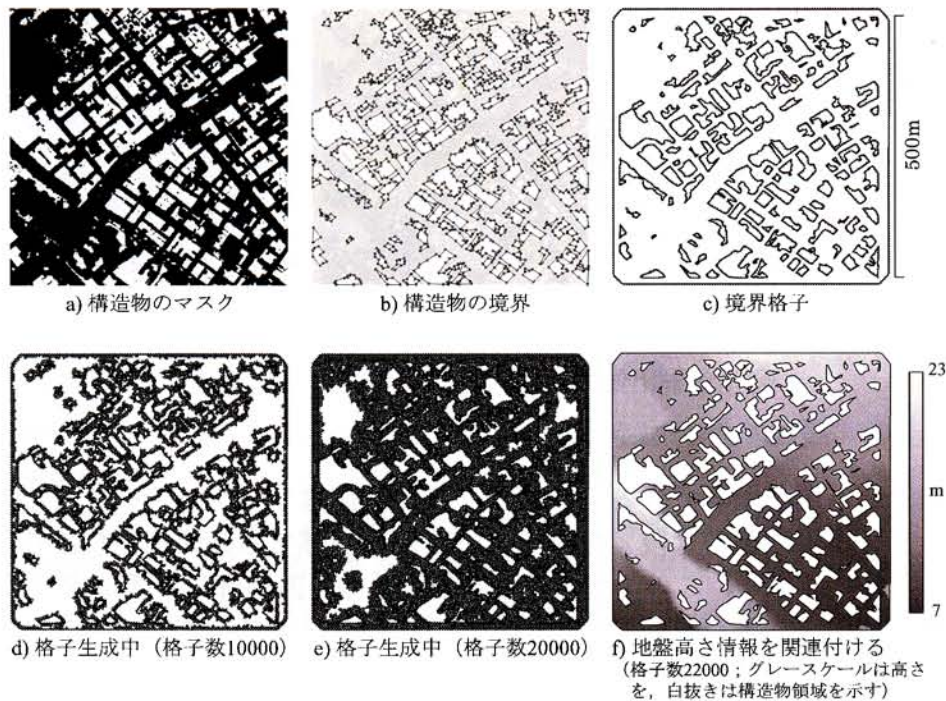 500m
a) 構造物のマスク
b) 構造物の境界
c) 境界格子
23
m
7
d) 格子生成中（格子数10000）
e) 格子生成中（格子数20000）
f) 地盤高さ情報を関連付ける
（格子数22000；グレースケールは高さ
を，白抜きは構造物領域を示す）